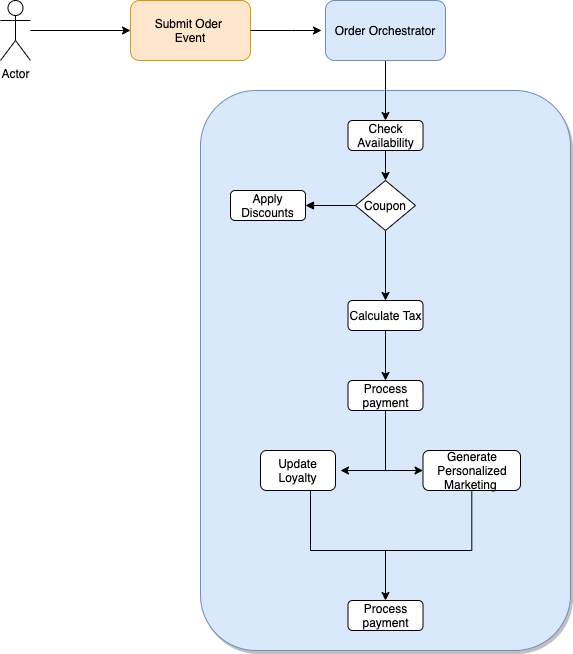 Submit Oder
Event
Order Orchestrator
Actor
Check
Availability
Apply
Discounts
Coupon
Calculate Tax
Process
payment
Update
Loyalty
Generate
Personalized
Marketing
Process
payment